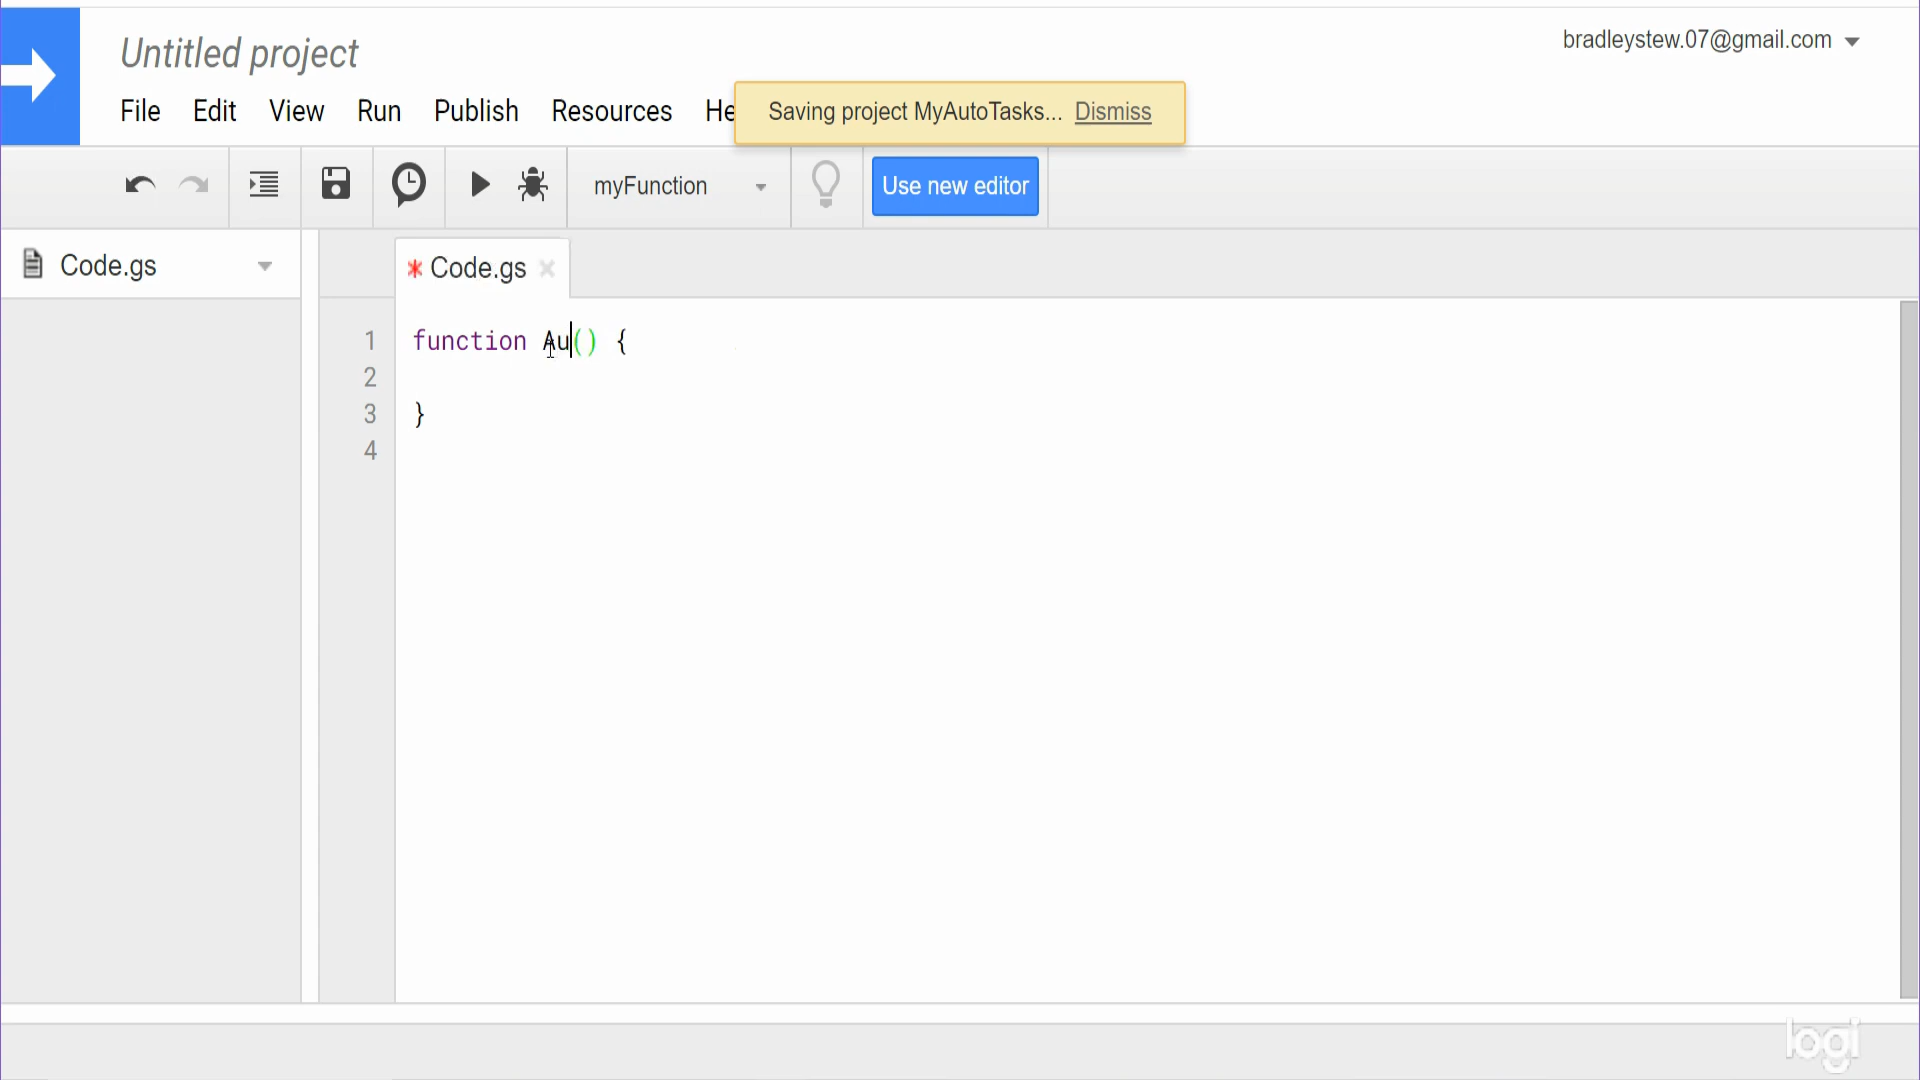 Untitled project
bradleystew.07@gmail.com
File Edit View Run Publish Resources He
Saving project MyAutoTasks... Dismiss
myFunction
Use new editor
Code.gs
* Code.gs
1 function Au() {
2
3 }
4
logi